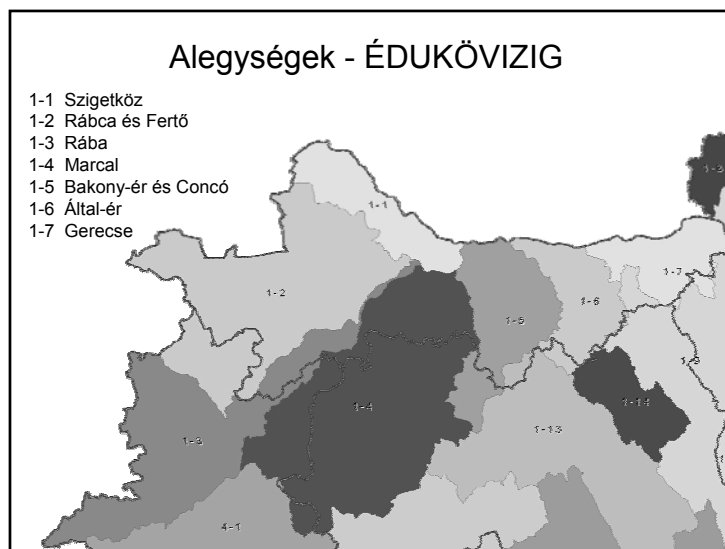 Alegységek - ÉDUKÖVIZIG
1-1 Szigetköz
1-2 Rábca és Fertő
1-3 Rába
1-4 Marcal
1-5 Bakony-ér és Concó
1-6 Által-ér
1-7 Gerecse
1-1
1-2
1-7
1-6
1-5
1-9
1-14
1-4
1-13
1-3
4-1